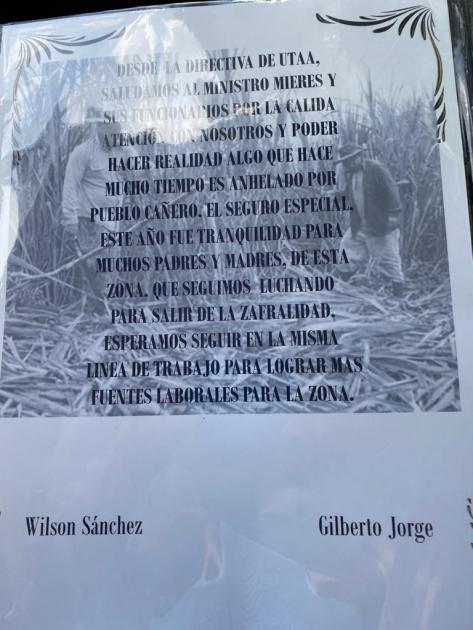 DESDE LA DIRECTIVA DE UTAA,
SALUDAMOS AL MINISTRO MIERES Y
SUS FUNCIONARIOS POR LA CALIDA
ATENCIÓN CON NOSOTROS Y PODER
HACER REALIDAD ALGO QUE HACE
MUCHO TIEMPO ES ANHELADO POR
PUEBLO CAÑERO. EL SEGURO ESPECIAL,
ESTE AÑO FUE TRANQUILIDAD PARA
MUCHOS PADRES Y MADRES, DE ESTA
ZONA. QUE SEGUIMOS LUCHANDO
PARA SALIR DE LA ZAFRALIDAD,
ESPERAMOS SEGUIR EN LA MISMA
LINEA DE TRABAJO PARA LOGRAR MAS
FUENTES LABORALES PARA LA ZONA.
Wilson Sánchez Gilberto Jorge